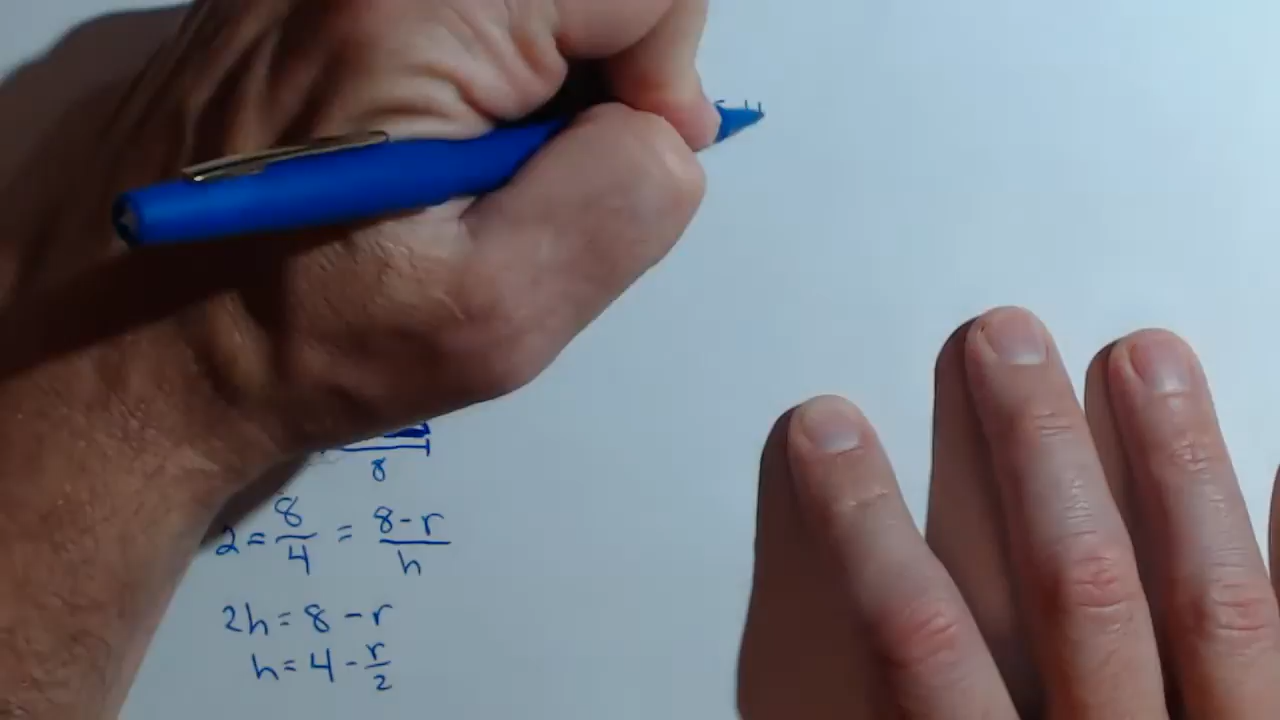 8
2 = 8/4 = (8 - r)/h
2h = 8 - r
h = 4 - r/2